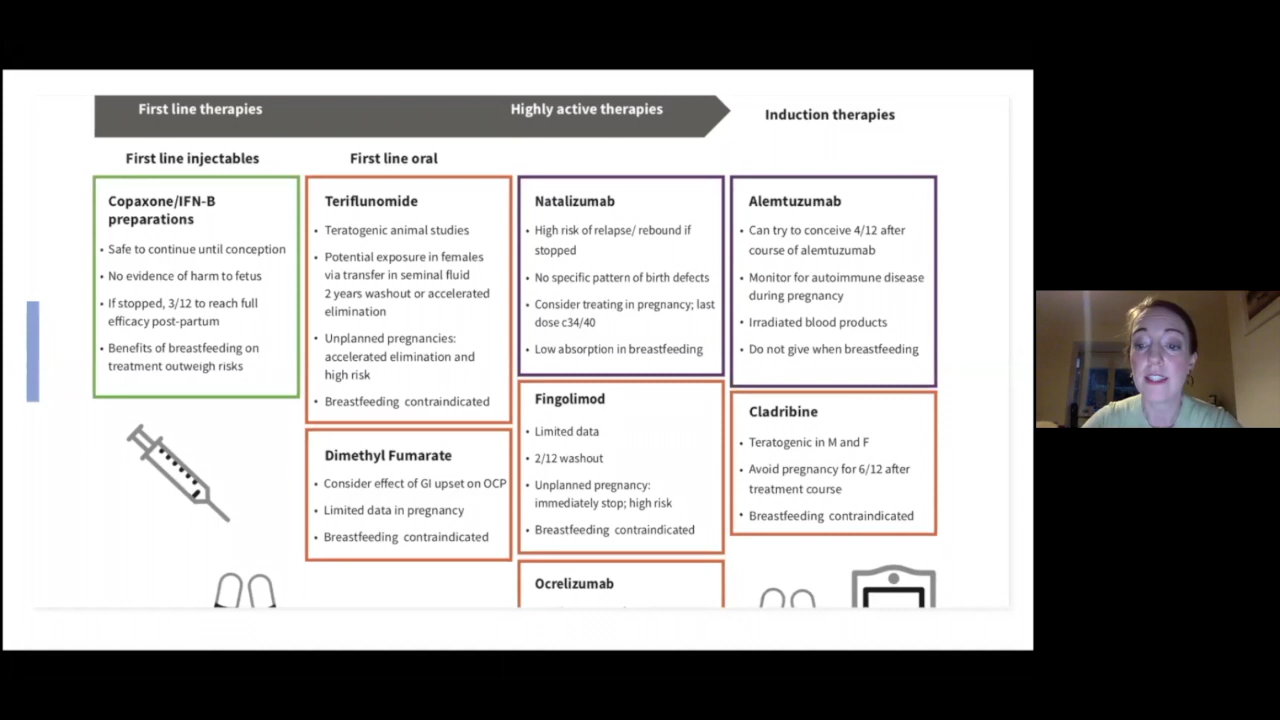 First line therapies
Highly active therapies
Induction therapies
First line injectables
First line oral
Copaxone/IFN-B
preparations
• Safe to continue until conception
• No evidence of harm to fetus
• If stopped, 3/12 to reach full
efficacy post-partum
• Benefits of breastfeeding on
treatment outweigh risks
Teriflunomide
• Teratogenic animal studies
• Potential exposure in females
via transfer in seminal fluid
2 years washout or accelerated
elimination
• Unplanned pregnancies:
accelerated elimination and
high risk
• Breastfeeding contraindicated
Dimethyl Fumarate
• Consider effect of GI upset on OCP
• Limited data in pregnancy
• Breastfeeding contraindicated
Natalizumab
• High risk of relapse/ rebound if
stopped
• No specific pattern of birth defects
• Consider treating in pregnancy; last
dose c34/40
• Low absorption in breastfeeding
Fingolimod
• Limited data
• 2/12 washout
• Unplanned pregnancy:
immediately stop; high risk
• Breastfeeding contraindicated
Ocrelizumab
Alemtuzumab
• Can try to conceive 4/12 after
course of alemtuzumab
• Monitor for autoimmune disease
during pregnancy
• Irradiated blood products
• Do not give when breastfeeding
Cladribine
• Teratogenic in M and F
• Avoid pregnancy for 6/12 after
treatment course
• Breastfeeding contraindicated